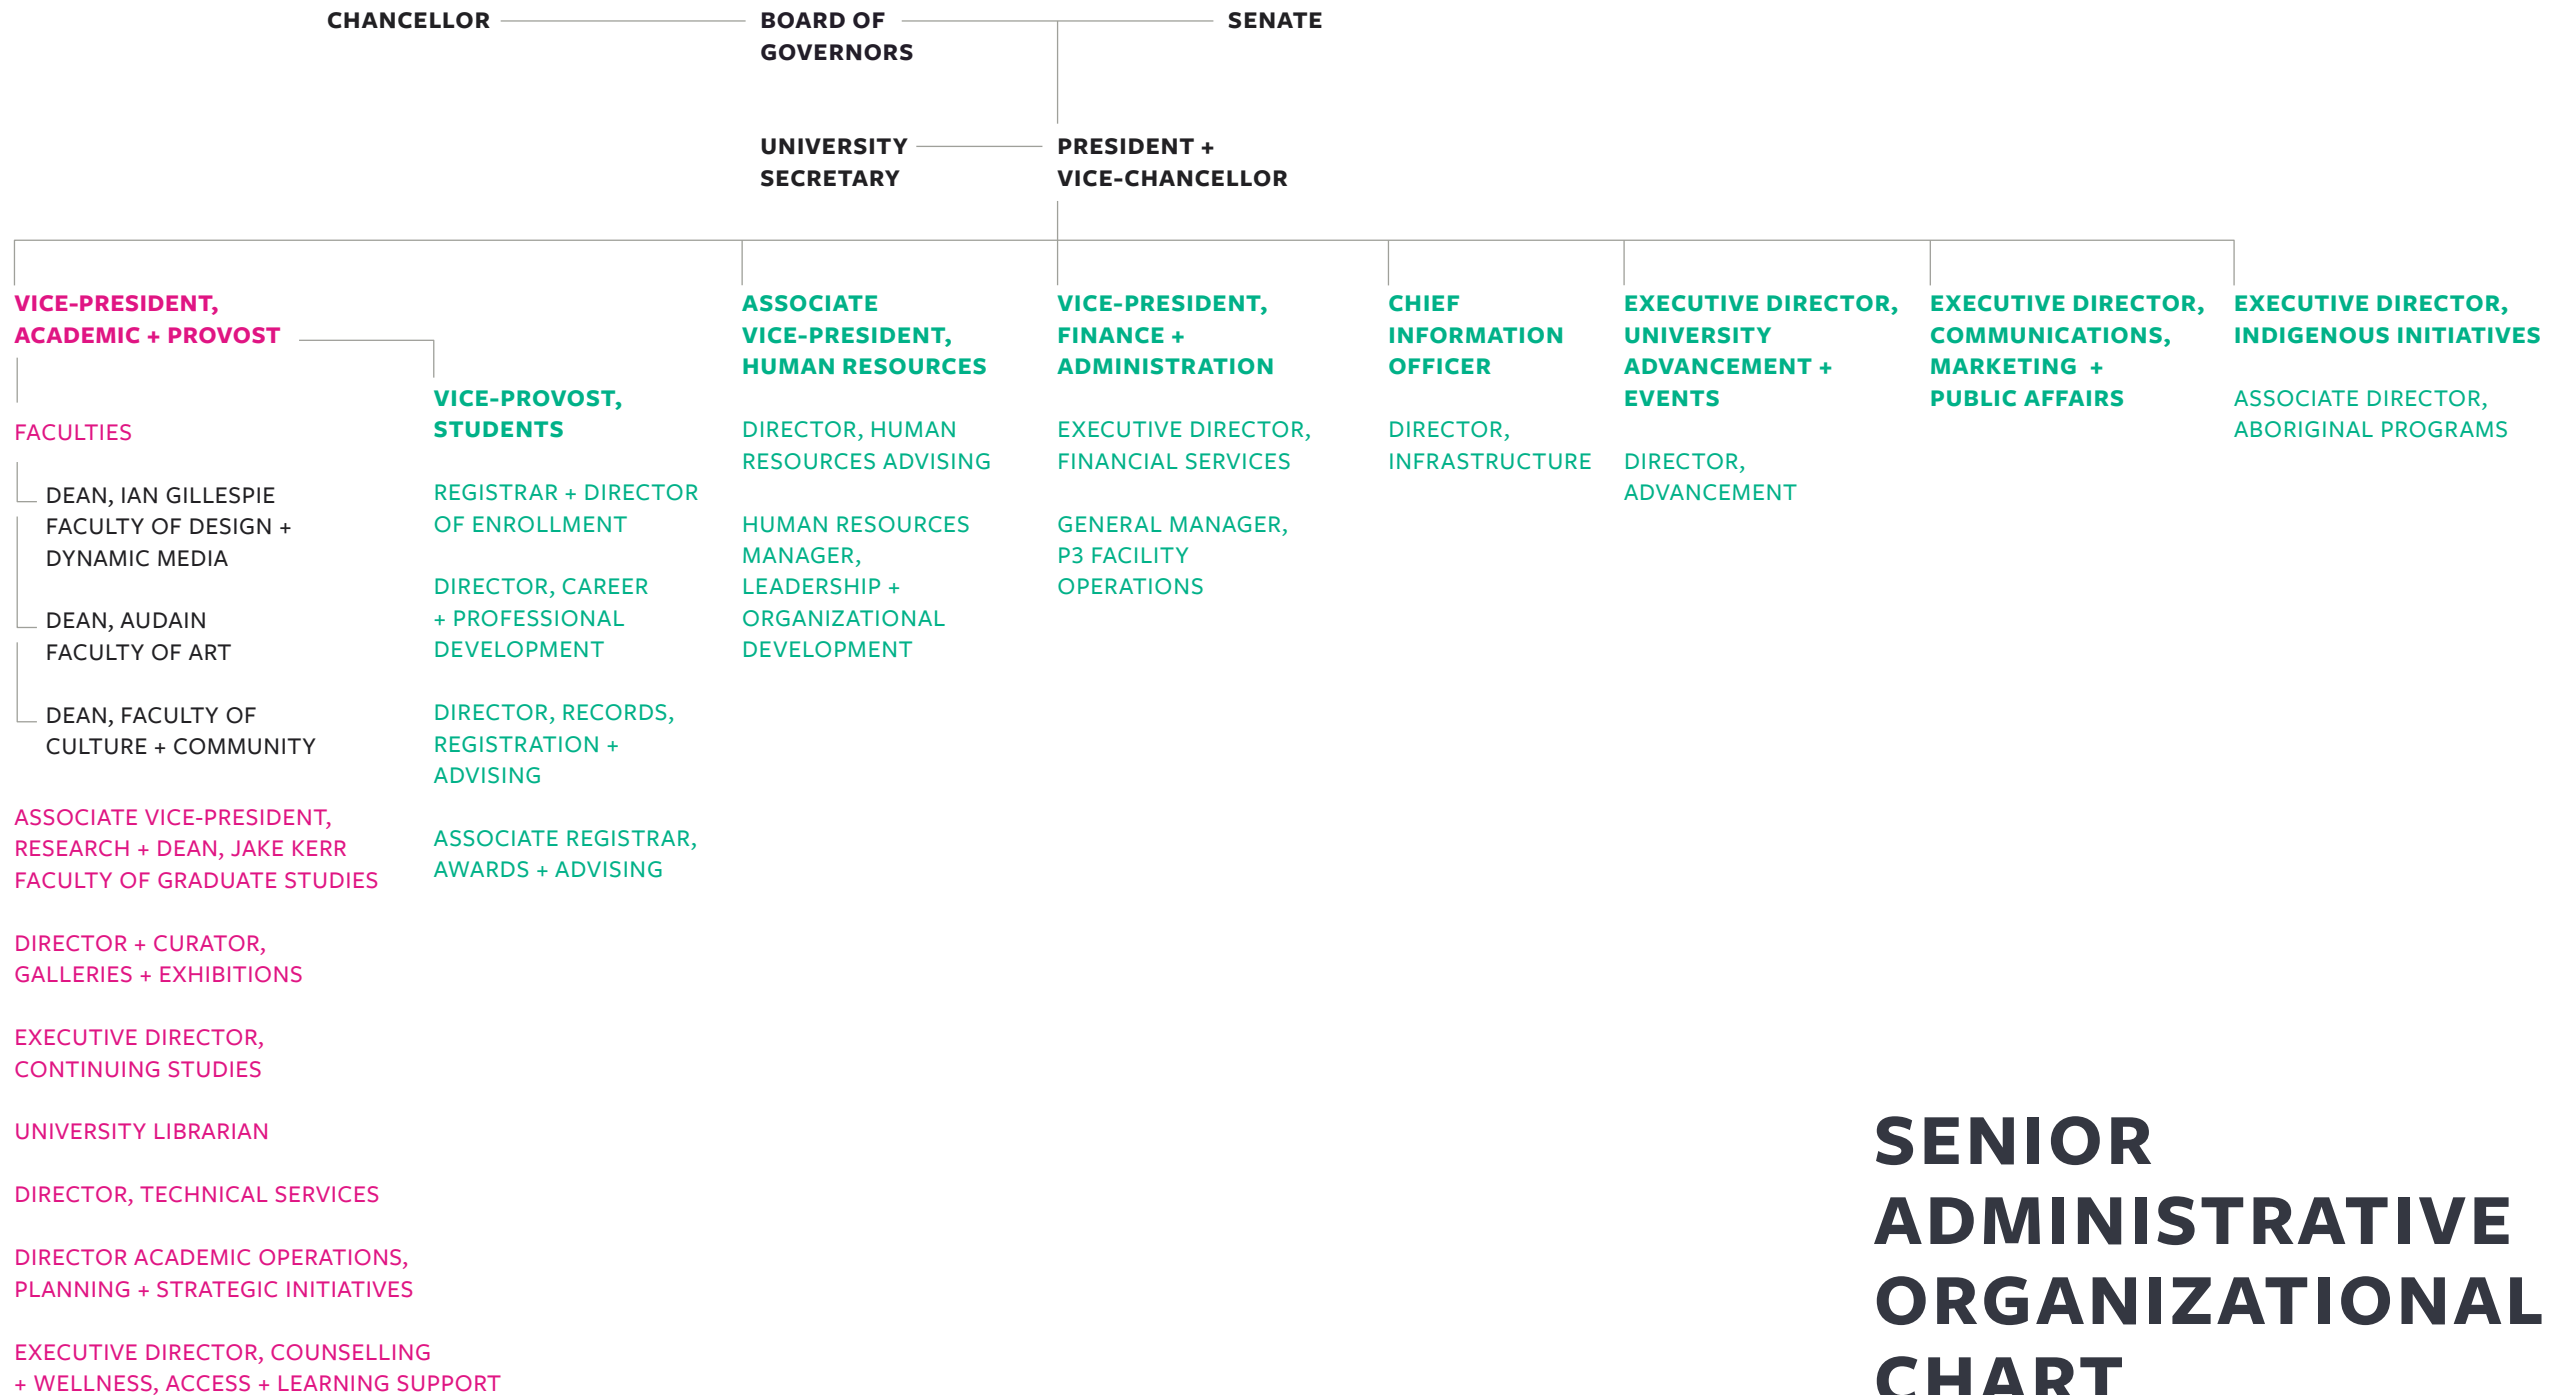 CHANCELLOR
BOARD OF
GOVERNORS
SENATE
UNIVERSITY
SECRETARY
PRESIDENT +
VICE-CHANCELLOR
VICE-PRESIDENT,
ACADEMIC + PROVOST
FACULTIES
DEAN, IAN GILLESPIE
FACULTY OF DESIGN +
DYNAMIC MEDIA
DEAN, AUDAIN
FACULTY OF ART
DEAN, FACULTY OF
CULTURE + COMMUNITY
ASSOCIATE VICE-PRESIDENT,
RESEARCH + DEAN, JAKE KERR
FACULTY OF GRADUATE STUDIES
DIRECTOR + CURATOR,
GALLERIES + EXHIBITIONS
EXECUTIVE DIRECTOR,
CONTINUING STUDIES
UNIVERSITY LIBRARIAN
DIRECTOR, TECHNICAL SERVICES
DIRECTOR ACADEMIC OPERATIONS,
PLANNING + STRATEGIC INITIATIVES
EXECUTIVE DIRECTOR, COUNSELLING
+ WELLNESS, ACCESS + LEARNING SUPPORT
VICE-PROVOST,
STUDENTS
REGISTRAR + DIRECTOR
OF ENROLLMENT
DIRECTOR, CAREER
+ PROFESSIONAL
DEVELOPMENT
DIRECTOR, RECORDS,
REGISTRATION +
ADVISING
ASSOCIATE REGISTRAR,
AWARDS + ADVISING
ASSOCIATE
VICE-PRESIDENT,
HUMAN RESOURCES
DIRECTOR, HUMAN
RESOURCES ADVISING
HUMAN RESOURCES
MANAGER,
LEADERSHIP +
ORGANIZATIONAL
DEVELOPMENT
VICE-PRESIDENT,
FINANCE +
ADMINISTRATION
EXECUTIVE DIRECTOR,
FINANCIAL SERVICES
GENERAL MANAGER,
P3 FACILITY
OPERATIONS
CHIEF
INFORMATION
OFFICER
DIRECTOR,
INFRASTRUCTURE
EXECUTIVE DIRECTOR,
UNIVERSITY
ADVANCEMENT +
EVENTS
DIRECTOR,
ADVANCEMENT
EXECUTIVE DIRECTOR,
COMMUNICATIONS,
MARKETING +
PUBLIC AFFAIRS
EXECUTIVE DIRECTOR,
INDIGENOUS INITIATIVES
ASSOCIATE DIRECTOR,
ABORIGINAL PROGRAMS
SENIOR
ADMINISTRATIVE
ORGANIZATIONAL
CHART